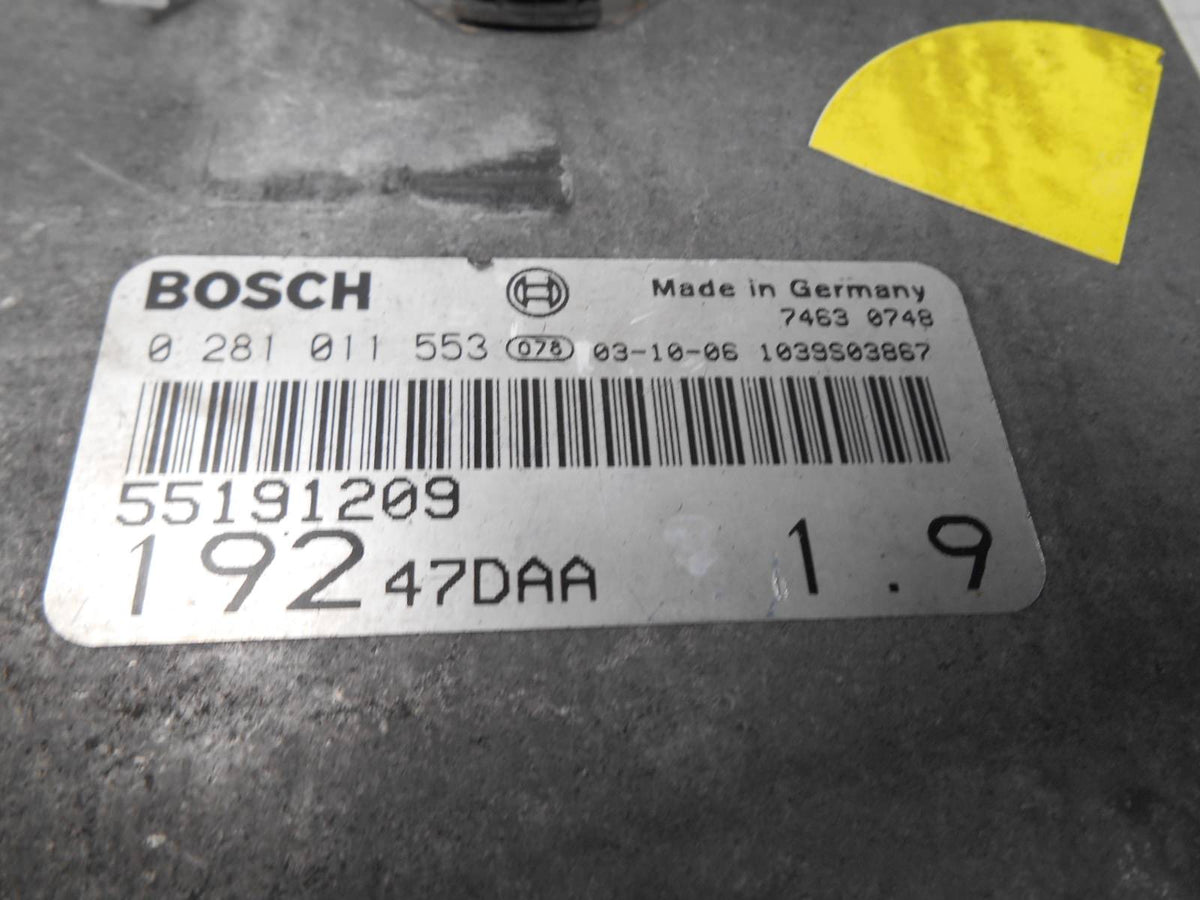 BOSCH Made in Germany
7463 0748
0 281 011 553 078 03-10-06 1039S03867
55191209
192 47DAA 1.9